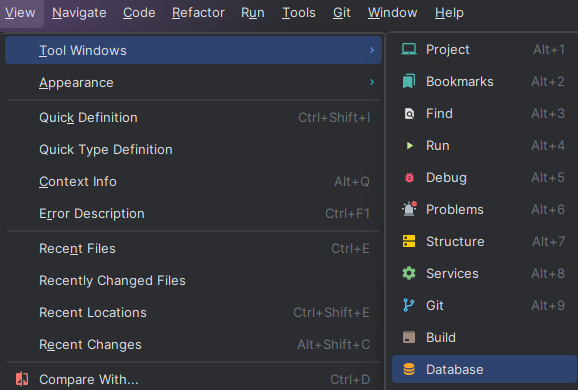 View Navigate Code Refactor Run Tools Git Window Help
Tool Windows
Appearance
Quick Definition Ctrl+Shift+I
Quick Type Definition
Context Info Alt+Q
Error Description Ctrl+F1
Recent Files Ctrl+E
Recently Changed Files
Recent Locations Ctrl+Shift+E
Recent Changes Alt+Shift+C
Compare With... Ctrl+D
Project Alt+1
Bookmarks Alt+2
Find Alt+3
Run Alt+4
Debug Alt+5
Problems Alt+6
Structure Alt+7
Services Alt+8
Git Alt+9
Build
Database